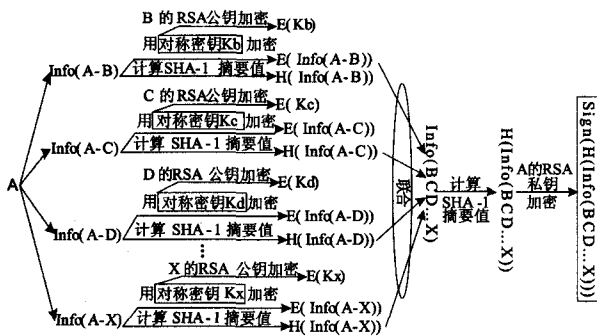 B 的 RSA公钥加密 E(Kb)
用 对称密钥Kb 加密 E( Info(A-B))
Info(A-B) 计算SHA-1 摘要值 H( Info(A-B))
C 的 RSA公钥加密 E( Kc)
用 对称密钥Kc 加密 E( Info(A-C))
Info(A-C) 计算 SHA-1 摘要值 H( Info(A-C))
A
D 的RSA 公钥加密 E(Kd)
用 对称密钥Kd 加密 E( Info(A-D))
Info(A-D) 计算 SHA-1 摘要值 H( Info(A-D))
⋮
X 的RSA 公钥加密 E(Kx)
用 对称密钥 Kx 加密 E( Info(A-X))
Info(A-X) 计算 SHA-1 摘要值 H( Info(A-X))
联合
Info(BCD...X)
计算
SHA-1
摘要值
H(Info(BCD...X))
A的RSA
私钥
加密
Sign(H(Info(BCD...X)))